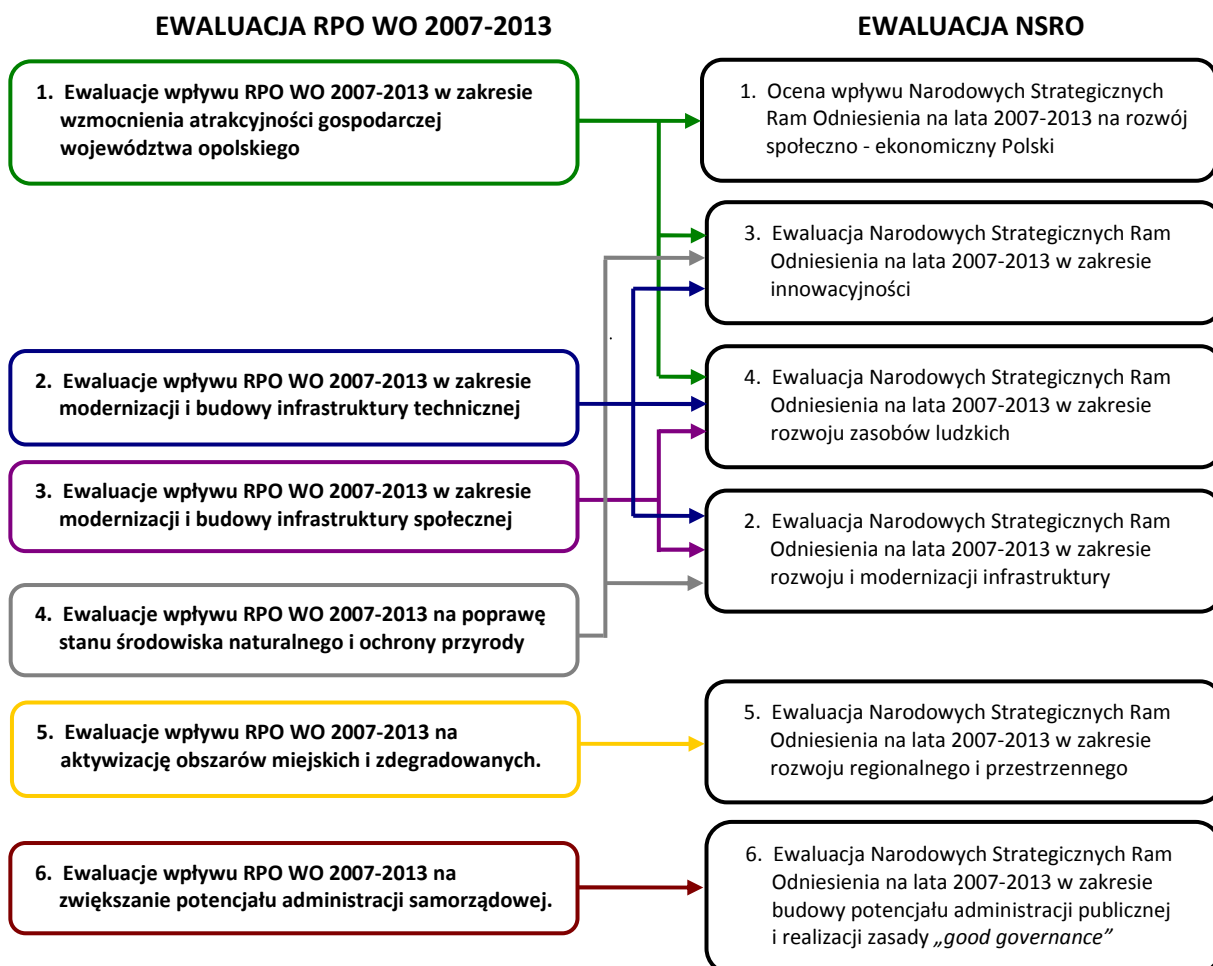 EWALUACJA RPO WO 2007-2013
1. Ewaluacje wpływu RPO WO 2007-2013 w zakresie
wzmocnienia atrakcyjności gospodarczej
województwa opolskiego
2. Ewaluacje wpływu RPO WO 2007-2013 w zakresie
modernizacji i budowy infrastruktury technicznej
3. Ewaluacje wpływu RPO WO 2007-2013 w zakresie
modernizacji i budowy infrastruktury społecznej
4. Ewaluacje wpływu RPO WO 2007-2013 na poprawę
stanu środowiska naturalnego i ochrony przyrody
5. Ewaluacje wpływu RPO WO 2007-2013 na
aktywizację obszarów miejskich i zdegradowanych.
6. Ewaluacje wpływu RPO WO 2007-2013 na
zwiększanie potencjału administracji samorządowej.
EWALUACJA NSRO
1. Ocena wpływu Narodowych Strategicznych
Ram Odniesienia na lata 2007-2013 na rozwój
społeczno - ekonomiczny Polski
3. Ewaluacja Narodowych Strategicznych Ram
Odniesienia na lata 2007-2013 w zakresie
innowacyjności
4. Ewaluacja Narodowych Strategicznych Ram
Odniesienia na lata 2007-2013 w zakresie
rozwoju zasobów ludzkich
2. Ewaluacja Narodowych Strategicznych Ram
Odniesienia na lata 2007-2013 w zakresie
rozwoju i modernizacji infrastruktury
5. Ewaluacja Narodowych Strategicznych Ram
Odniesienia na lata 2007-2013 w zakresie
rozwoju regionalnego i przestrzennego
6. Ewaluacja Narodowych Strategicznych Ram
Odniesienia na lata 2007-2013 w zakresie
budowy potencjału administracji publicznej
i realizacji zasady „good governance”